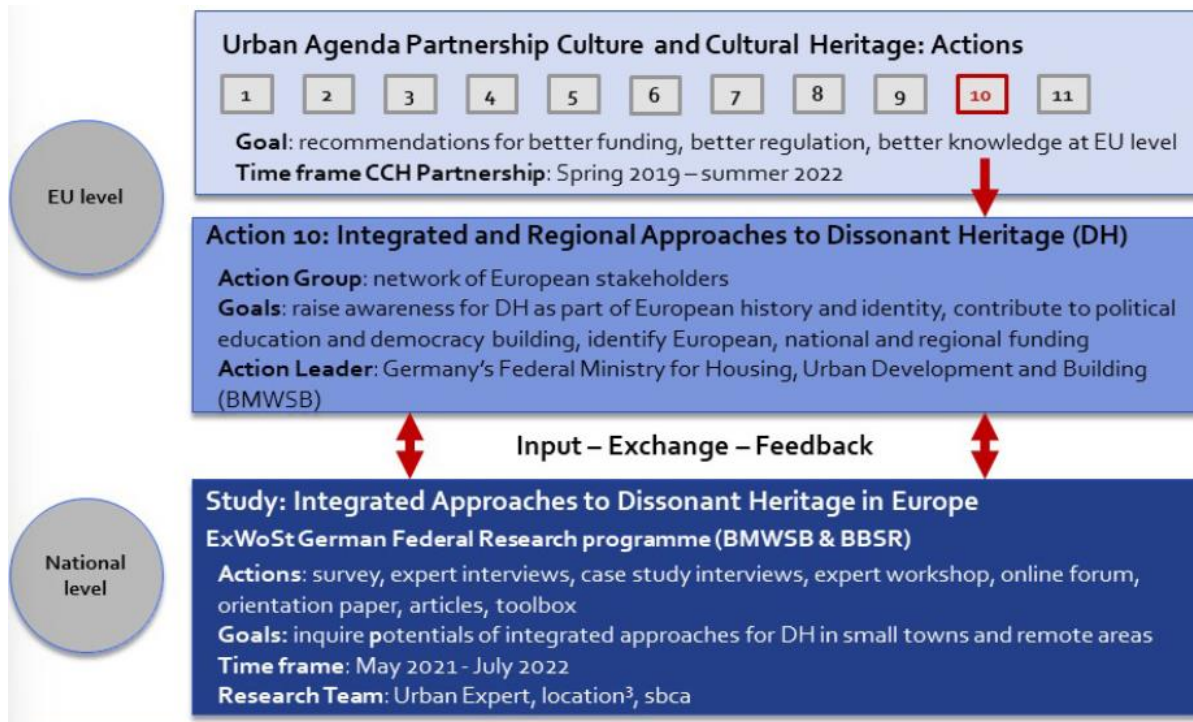 Urban Agenda Partnership Culture and Cultural Heritage: Actions
1 2 3 4 5 6 7 8 9 10 11
Goal: recommendations for better funding, better regulation, better knowledge at EU level
Time frame CCH Partnership: Spring 2019 – summer 2022
EU level
Action 10: Integrated and Regional Approaches to Dissonant Heritage (DH)
Action Group: network of European stakeholders
Goals: raise awareness for DH as part of European history and identity, contribute to political
education and democracy building, identify European, national and regional funding
Action Leader: Germany's Federal Ministry for Housing, Urban Development and Building
(BMWSB)
Input – Exchange – Feedback
National
level
Study: Integrated Approaches to Dissonant Heritage in Europe
ExWoSt German Federal Research programme (BMWSB & BBSR)
Actions: survey, expert interviews, case study interviews, expert workshop, online forum,
orientation paper, articles, toolbox
Goals: inquire potentials of integrated approaches for DH in small towns and remote areas
Time frame: May 2021 - July 2022
Research Team: Urban Expert, location³, sbca